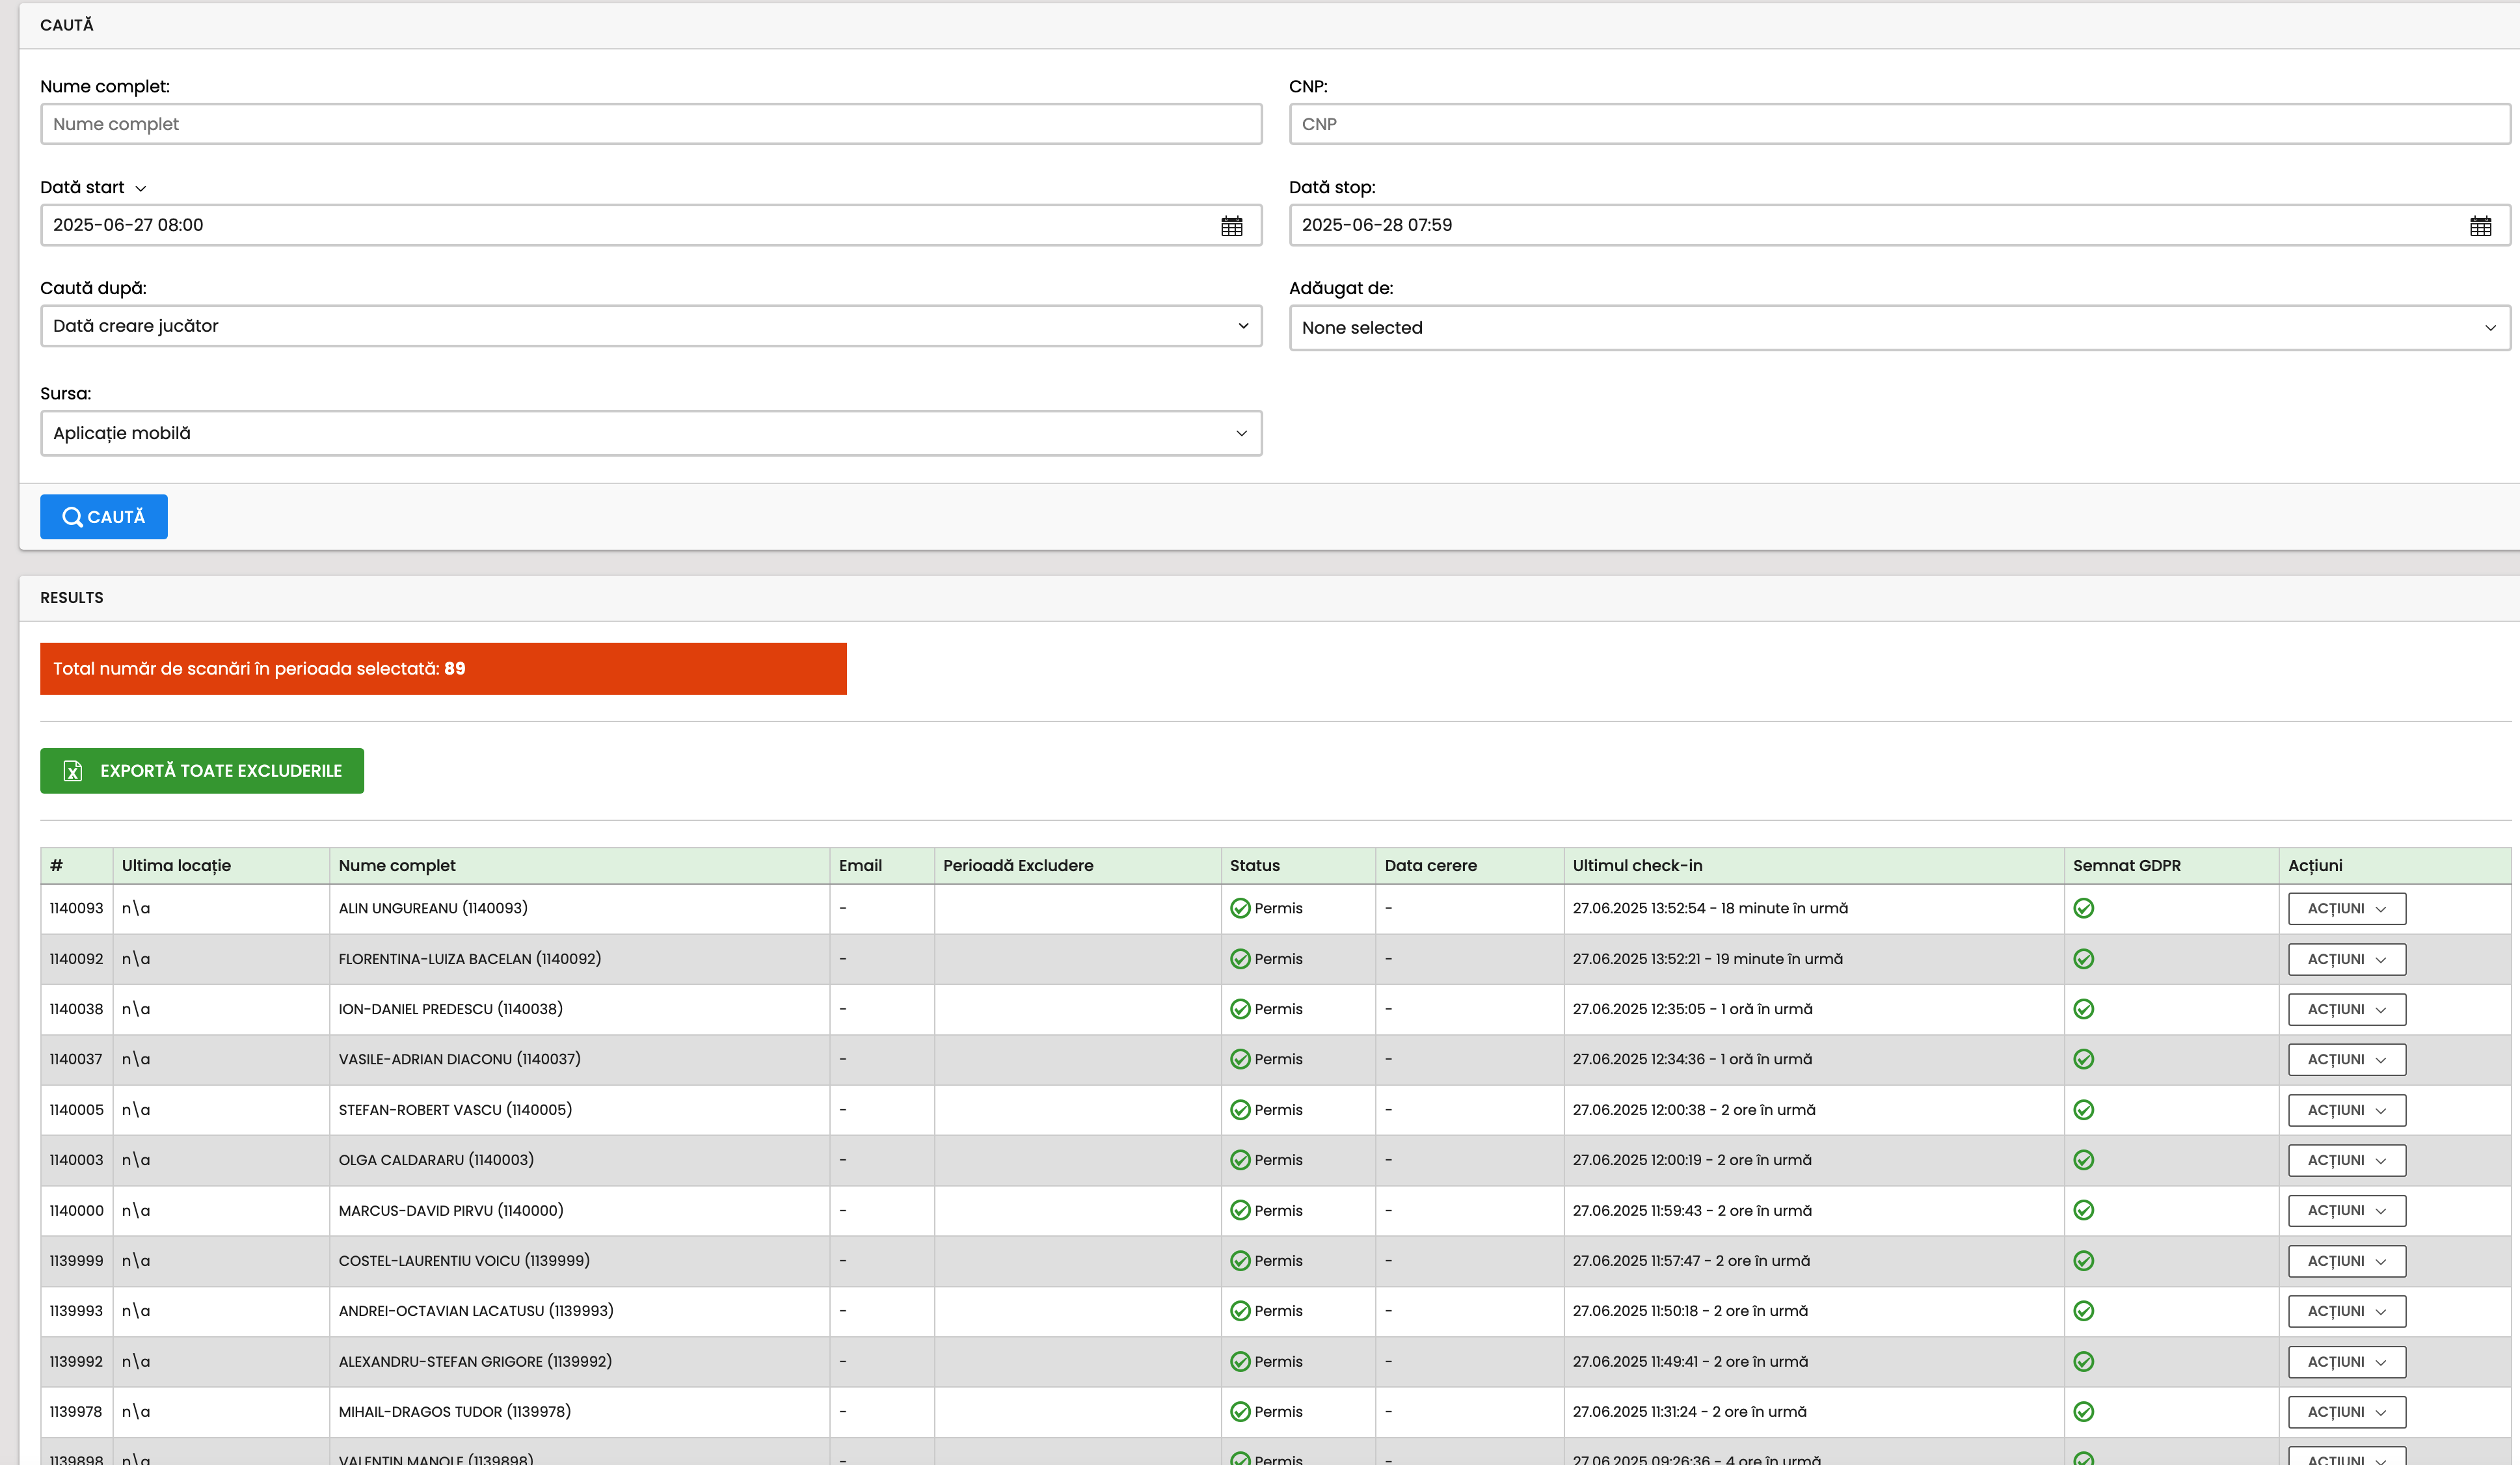 CAUTĂ
Nume complet: CNP:
Nume complet CNP
Dată start Dată stop:
2025-06-27 08:00 2025-06-28 07:59
Caută după: Adăugat de:
Dată creare jucător None selected
Sursa:
Aplicație mobilă
CAUTĂ
RESULTS
Total număr de scanări în perioada selectată: 89
EXPORTĂ TOATE EXCLUDERILE
# Ultima locație Nume complet Email Perioadă Excludere Status Data cerere Ultimul check-in Semnat GDPR Acțiuni
1140093 n\a ALIN UNGUREANU (1140093) - Permis - 27.06.2025 13:52:54 - 18 minute în urmă ACȚIUNI
1140092 n\a FLORENTINA-LUIZA BACELAN (1140092) - Permis - 27.06.2025 13:52:21 - 19 minute în urmă ACȚIUNI
1140038 n\a ION-DANIEL PREDESCU (1140038) - Permis - 27.06.2025 12:35:05 - 1 oră în urmă ACȚIUNI
1140037 n\a VASILE-ADRIAN DIACONU (1140037) - Permis - 27.06.2025 12:34:36 - 1 oră în urmă ACȚIUNI
1140005 n\a STEFAN-ROBERT VASCU (1140005) - Permis - 27.06.2025 12:00:38 - 2 ore în urmă ACȚIUNI
1140003 n\a OLGA CALDARARU (1140003) - Permis - 27.06.2025 12:00:19 - 2 ore în urmă ACȚIUNI
1140000 n\a MARCUS-DAVID PIRVU (1140000) - Permis - 27.06.2025 11:59:43 - 2 ore în urmă ACȚIUNI
1139999 n\a COSTEL-LAURENTIU VOICU (1139999) - Permis - 27.06.2025 11:57:47 - 2 ore în urmă ACȚIUNI
1139993 n\a ANDREI-OCTAVIAN LACATUSU (1139993) - Permis - 27.06.2025 11:50:18 - 2 ore în urmă ACȚIUNI
1139992 n\a ALEXANDRU-STEFAN GRIGORE (1139992) - Permis - 27.06.2025 11:49:41 - 2 ore în urmă ACȚIUNI
1139978 n\a MIHAIL-DRAGOS TUDOR (1139978) - Permis - 27.06.2025 11:31:24 - 2 ore în urmă ACȚIUNI
1139898 n\a VALENTIN MANOLE (1139898) - Permis - 27.06.2025 09:26:36 - 4 ore în urmă ACȚIUNI